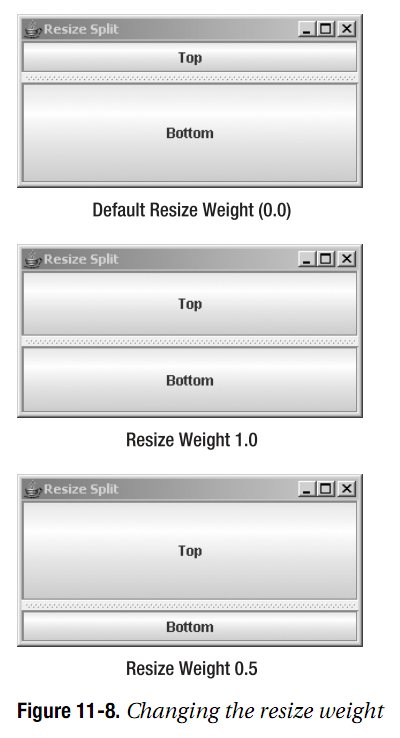 Resize Split
Top
Bottom
Default Resize Weight (0.0)
Resize Split
Top
Bottom
Resize Weight 1.0
Resize Split
Top
Bottom
Resize Weight 0.5
Figure 11-8. Changing the resize weight